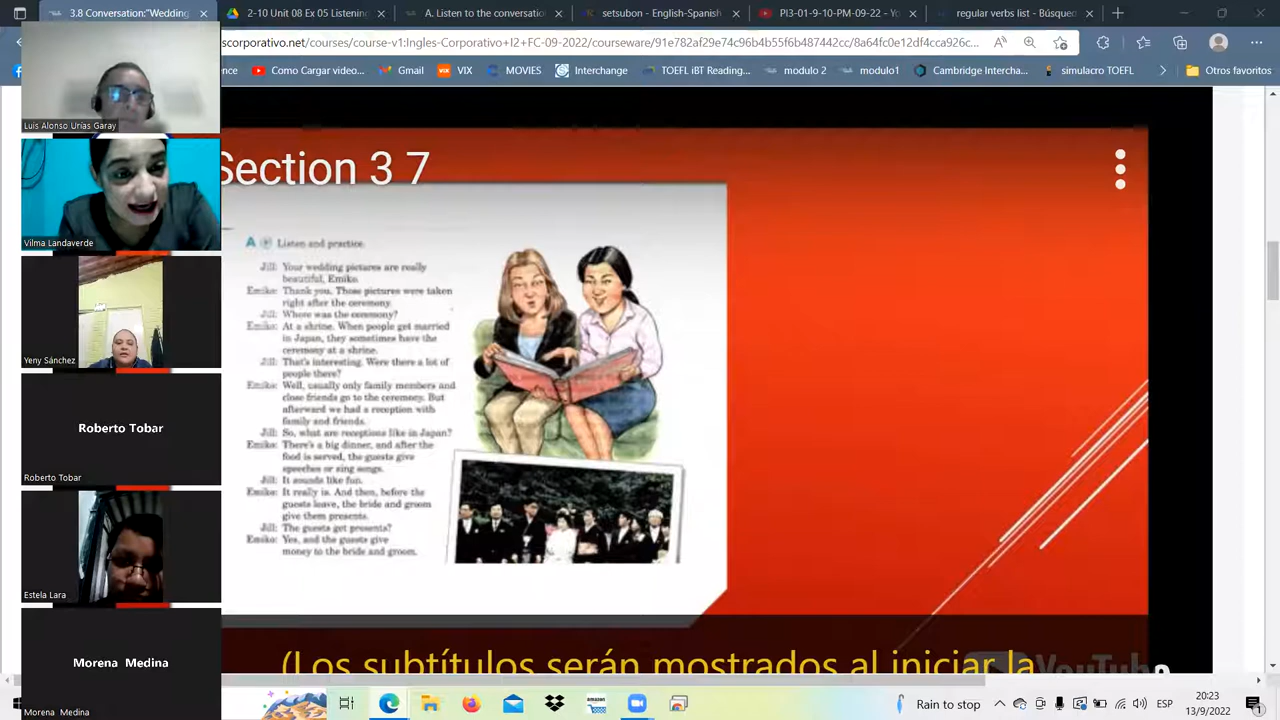 3.8 Conversation:"Wedding
2-10 Unit 08 Ex 05 Listening
Adult Conversation
setsubon - English-Spanis
PI3-01-9-10-PM-09-22 - Yo
regular verbs list - Búsque
scorporativo.net/courses/course-v1:Ingles-Corporativo+I2+FC-09-2022/courseware/91e782af29e74c96b4b55f6b487442cc/8a64fc0e12df4cca926c...
Como Cargar video...
Gmail
VIX
MOVIES
Interchange
TOEFL iBT Reading...
modulo 2
modulo1
Cambridge Intercha...
simulacro TOEFL
Otros favoritos
Luis Alonso Urías Garay
Vilma Landaverde
Yeny Sánchez
Roberto Tobar
Roberto Tobar
Estela Lara
Morena Medina
Morena Medina
Section 3 7
A Listen and practice.
Jill: Your wedding pictures are really
beautiful, Emiko.
Emiko: Thank you. Those pictures were taken
right after the ceremony.
Jill: Where was the ceremony?
Emiko: At a shrine. When people get married
in Japan, they sometimes have the
ceremony at a shrine.
Jill: That's interesting. Were there a lot of
people there?
Emiko: Well, usually only family members and
close friends go to the ceremony. But
afterward we had a reception with
family and friends.
Jill: So, what are receptions like in Japan?
Emiko: There's a big dinner, and after the
food is served, the guests give
speeches or sing songs.
Jill: It sounds like fun.
Emiko: It really is. And then, before the
guests leave, the bride and groom
give them presents.
Jill: The guests get presents?
Emiko: Yes, and the guests give
money to the bride and groom.
(Los subtítulos serán mostrados al iniciar la
YouTube
Rain to stop
ESP
20:23
13/9/2022